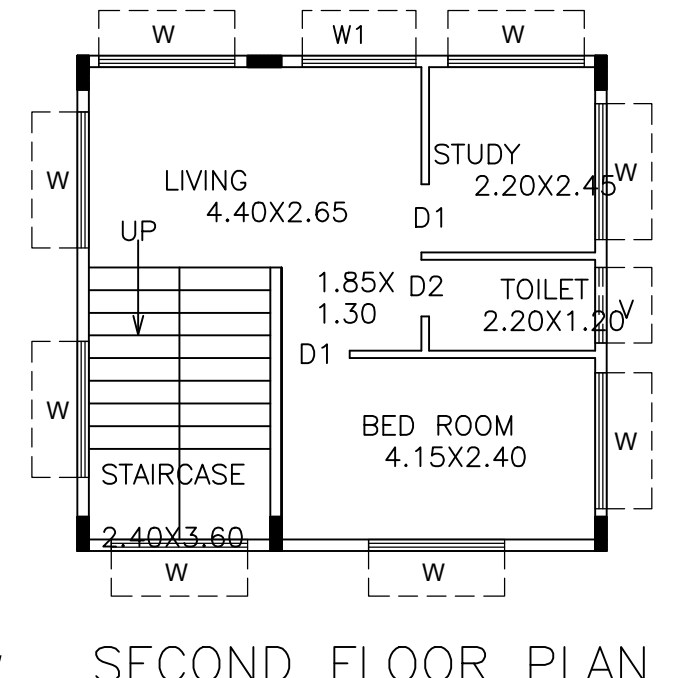 W
W1
W
STUDY
2.20X2.45
W
LIVING
4.40X2.65
W
D1
UP
1.85X
1.30
D2
TOILET
2.20X1.20
V
D1
W
BED ROOM
4.15X2.40
W
STAIRCASE
2.40X3.60
W
W
SECOND FLOOR PLAN